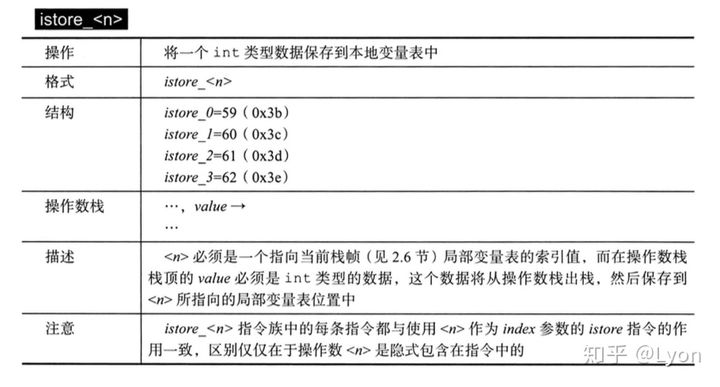 istore_<n>
操作 将一个 int 类型数据保存到本地变量表中
格式 istore_<n>
结构 istore_0=59（0x3b）
istore_1=60（0x3c）
istore_2=61（0x3d）
istore_3=62（0x3e）
操作数栈 …，value →
…
描述 <n> 必须是一个指向当前栈帧（见 2.6 节）局部变量表的索引值，而在操作数栈
栈顶的 value 必须是 int 类型的数据，这个数据将从操作数栈出栈，然后保存到
<n> 所指向的局部变量表位置中
注意 istore_<n> 指令族中的每条指令都与使用 <n> 作为 index 参数的 istore 指令的作
用一致，区别仅仅在于操作数 <n> 是隐式包含在指令中的
知乎 @Lyon